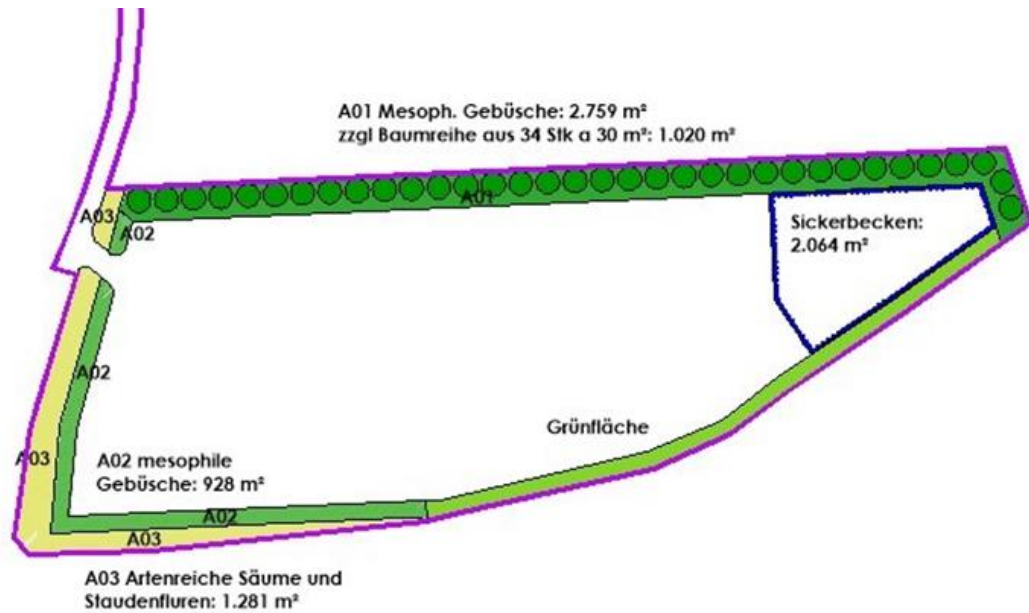 A01 Mesoph. Gebüsche: 2.759 m²
zzgl Baumreihe aus 34 Stk a 30 m²: 1.020 m²
A01
A03
A02
Sickerbecken:
2.064 m²
A02
Grünfläche
A03
A02 mesophile
Gebüsche: 928 m²
A02
A03
A03 Artenreiche Säume und
Staudenfluren: 1.281 m²